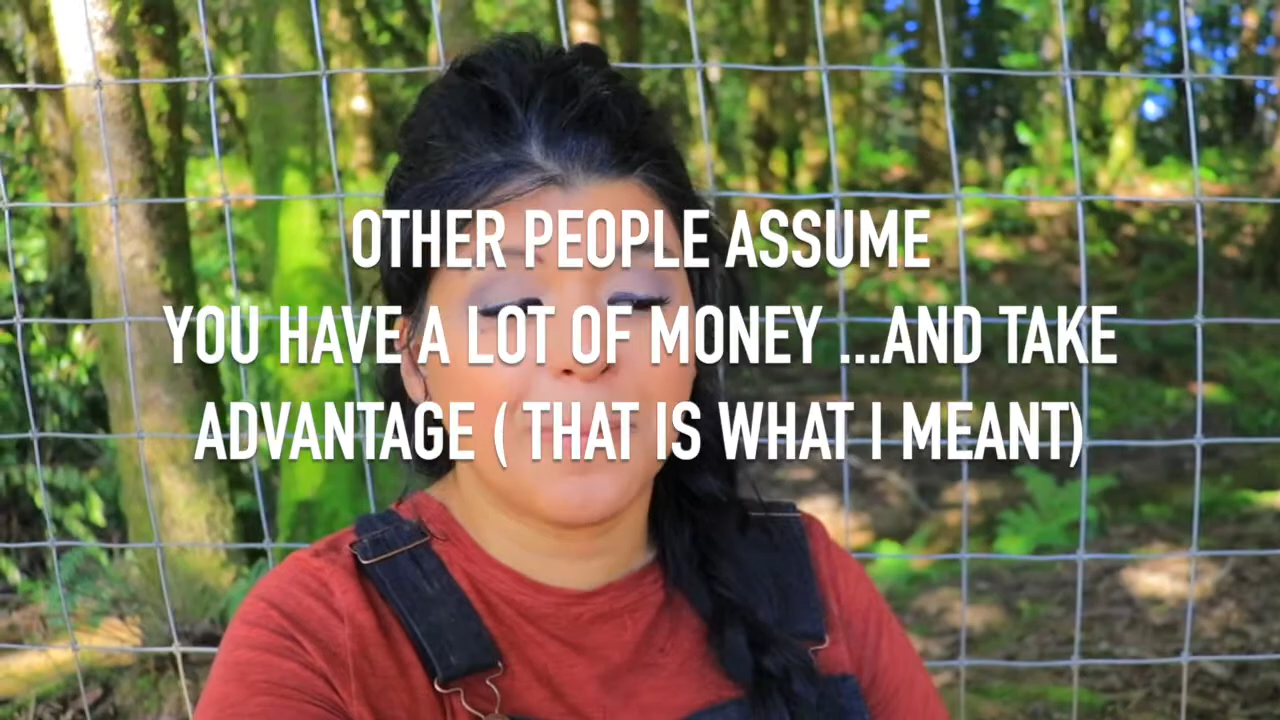 OTHER PEOPLE ASSUME
YOU HAVE A LOT OF MONEY ...AND TAKE
ADVANTAGE ( THAT IS WHAT I MEANT)